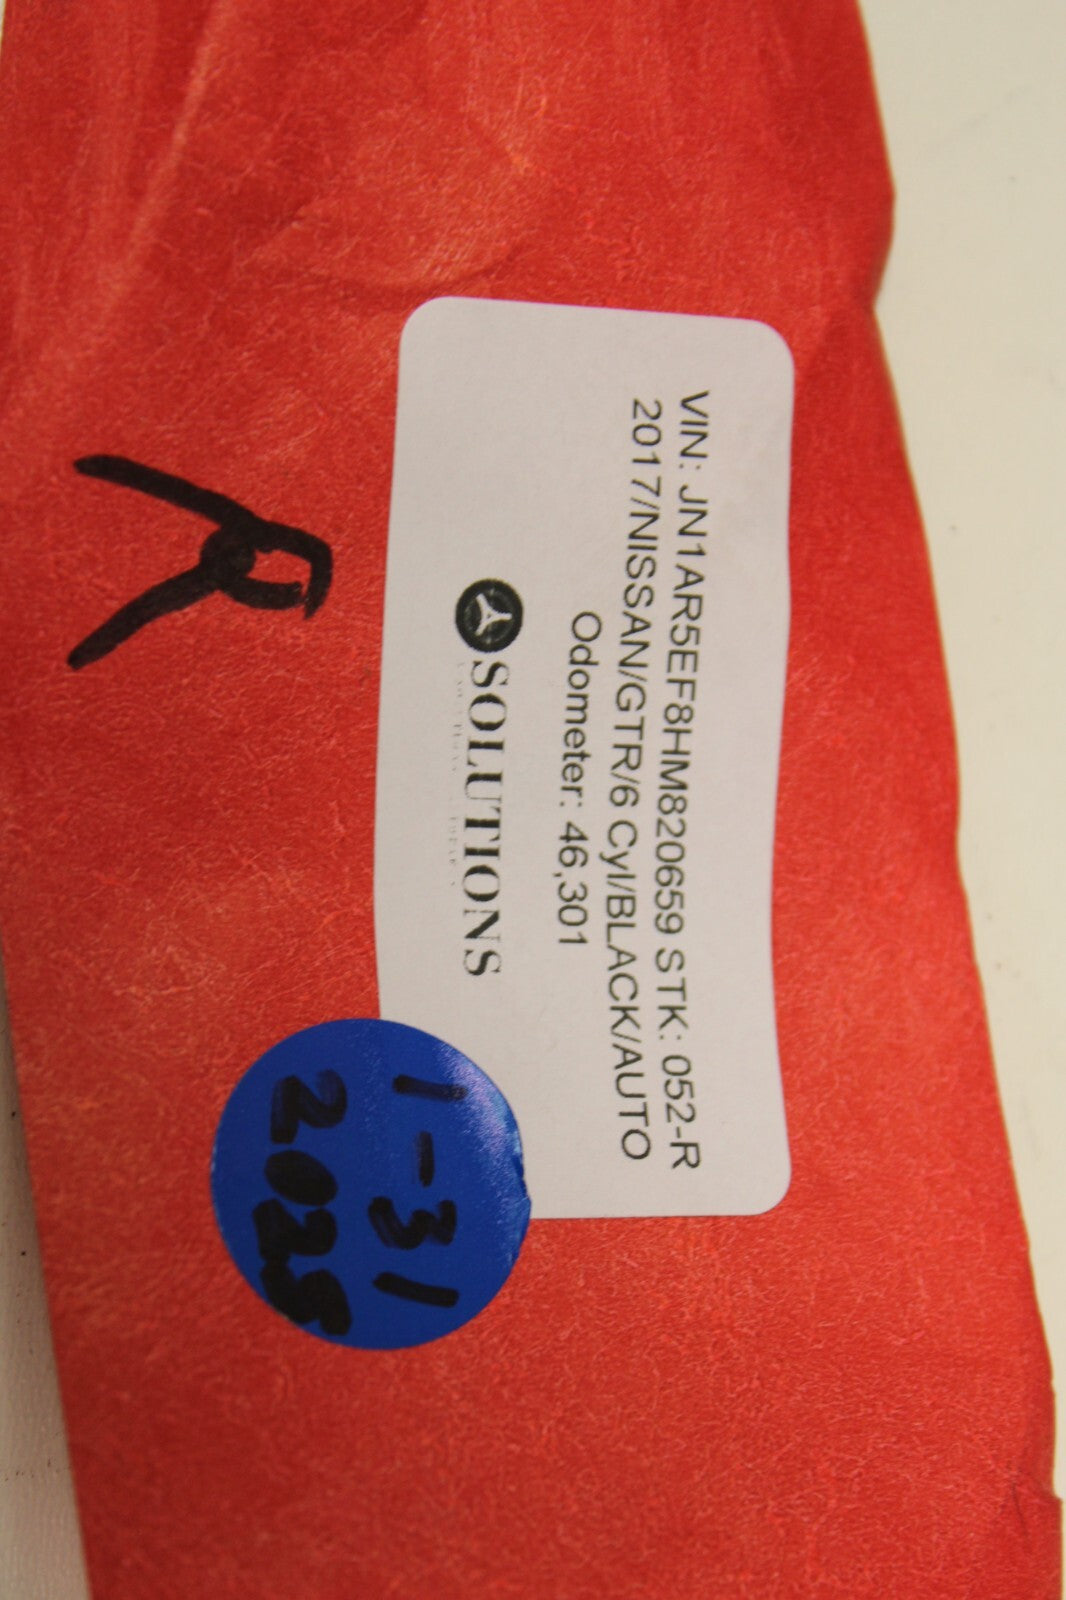 VIN: JN1AR5EF8HM820659 STK: 052-R
2017/NISSAN/GTR/6 Cyl/BLACK/AUTO
Odometer: 46,301
SOLUTIONS
R
1-31
2025